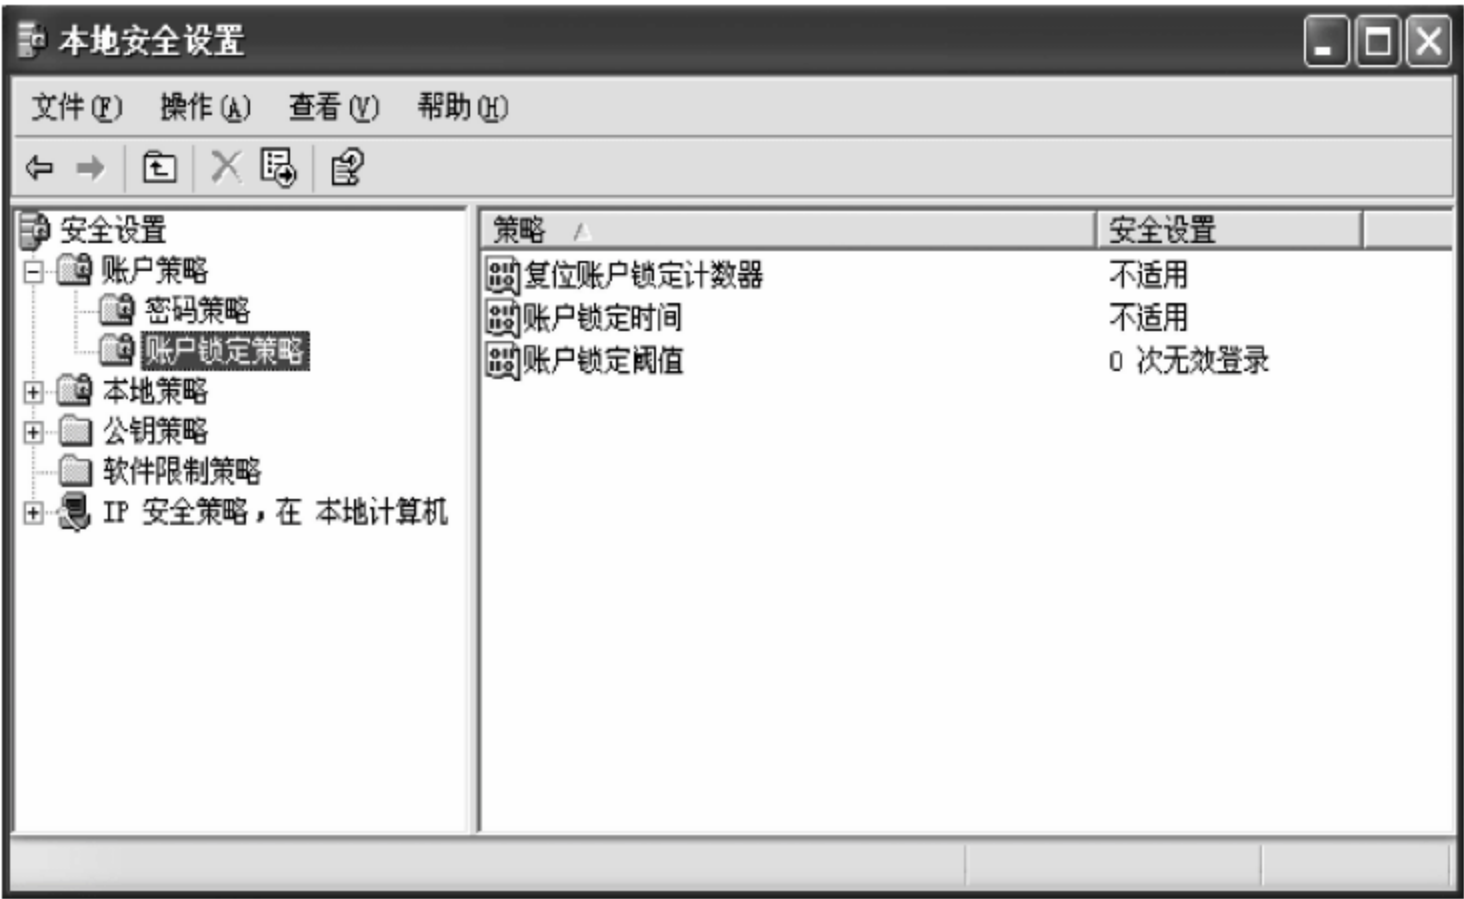 本地安全设置
文件(F) 操作(A) 查看(V) 帮助(H)
安全设置
账户策略
密码策略
账户锁定策略
本地策略
公钥策略
软件限制策略
IP 安全策略，在 本地计算机
策略 安全设置
复位账户锁定计数器 不适用
账户锁定时间 不适用
账户锁定阈值 0 次无效登录